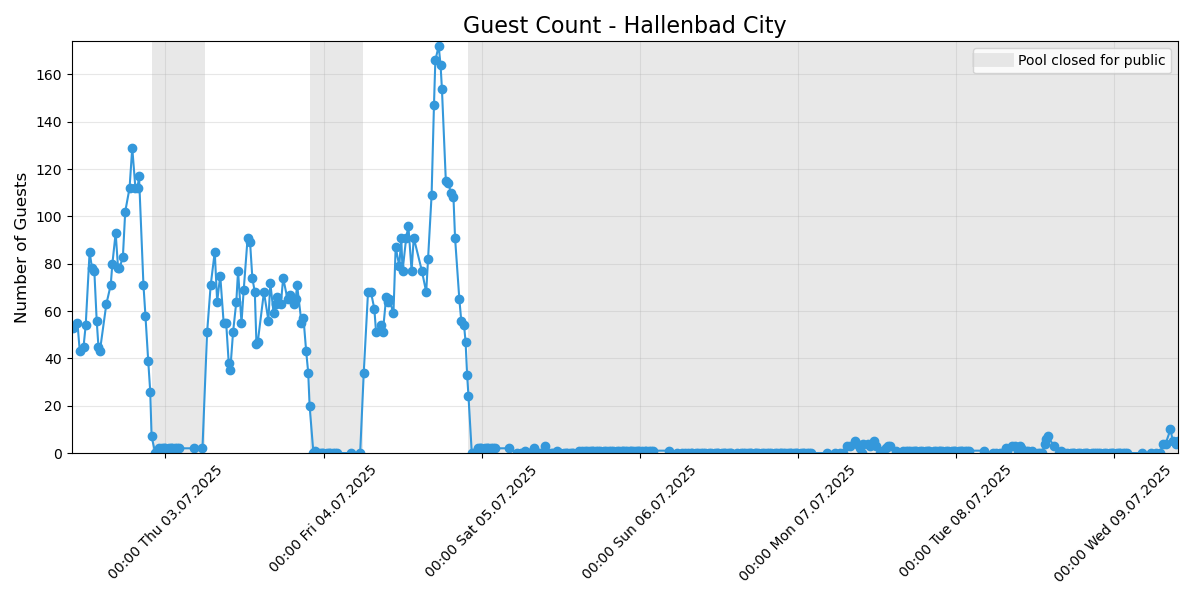 Guest Count - Hallenbad City
Pool closed for public
Number of Guests
160
140
120
100
80
60
40
20
0
00:00 Thu 03.07.2025
00:00 Fri 04.07.2025
00:00 Sat 05.07.2025
00:00 Sun 06.07.2025
00:00 Mon 07.07.2025
00:00 Tue 08.07.2025
00:00 Wed 09.07.2025